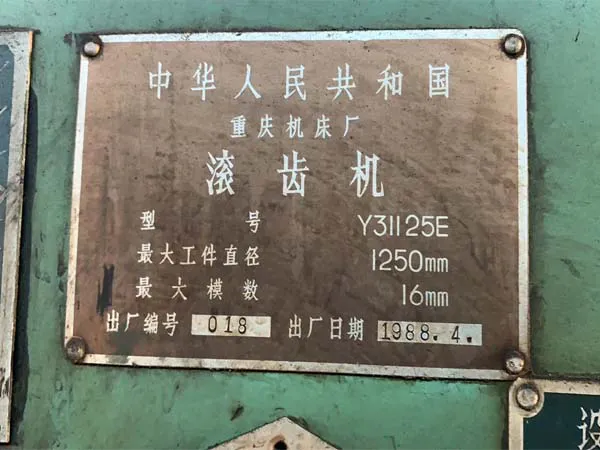 中华人民共和国
重庆机床厂
滚齿机
型号 Y31125E
最大工件直径 1250mm
最大模数 16mm
出厂编号 018 出厂日期 1988.4.
设